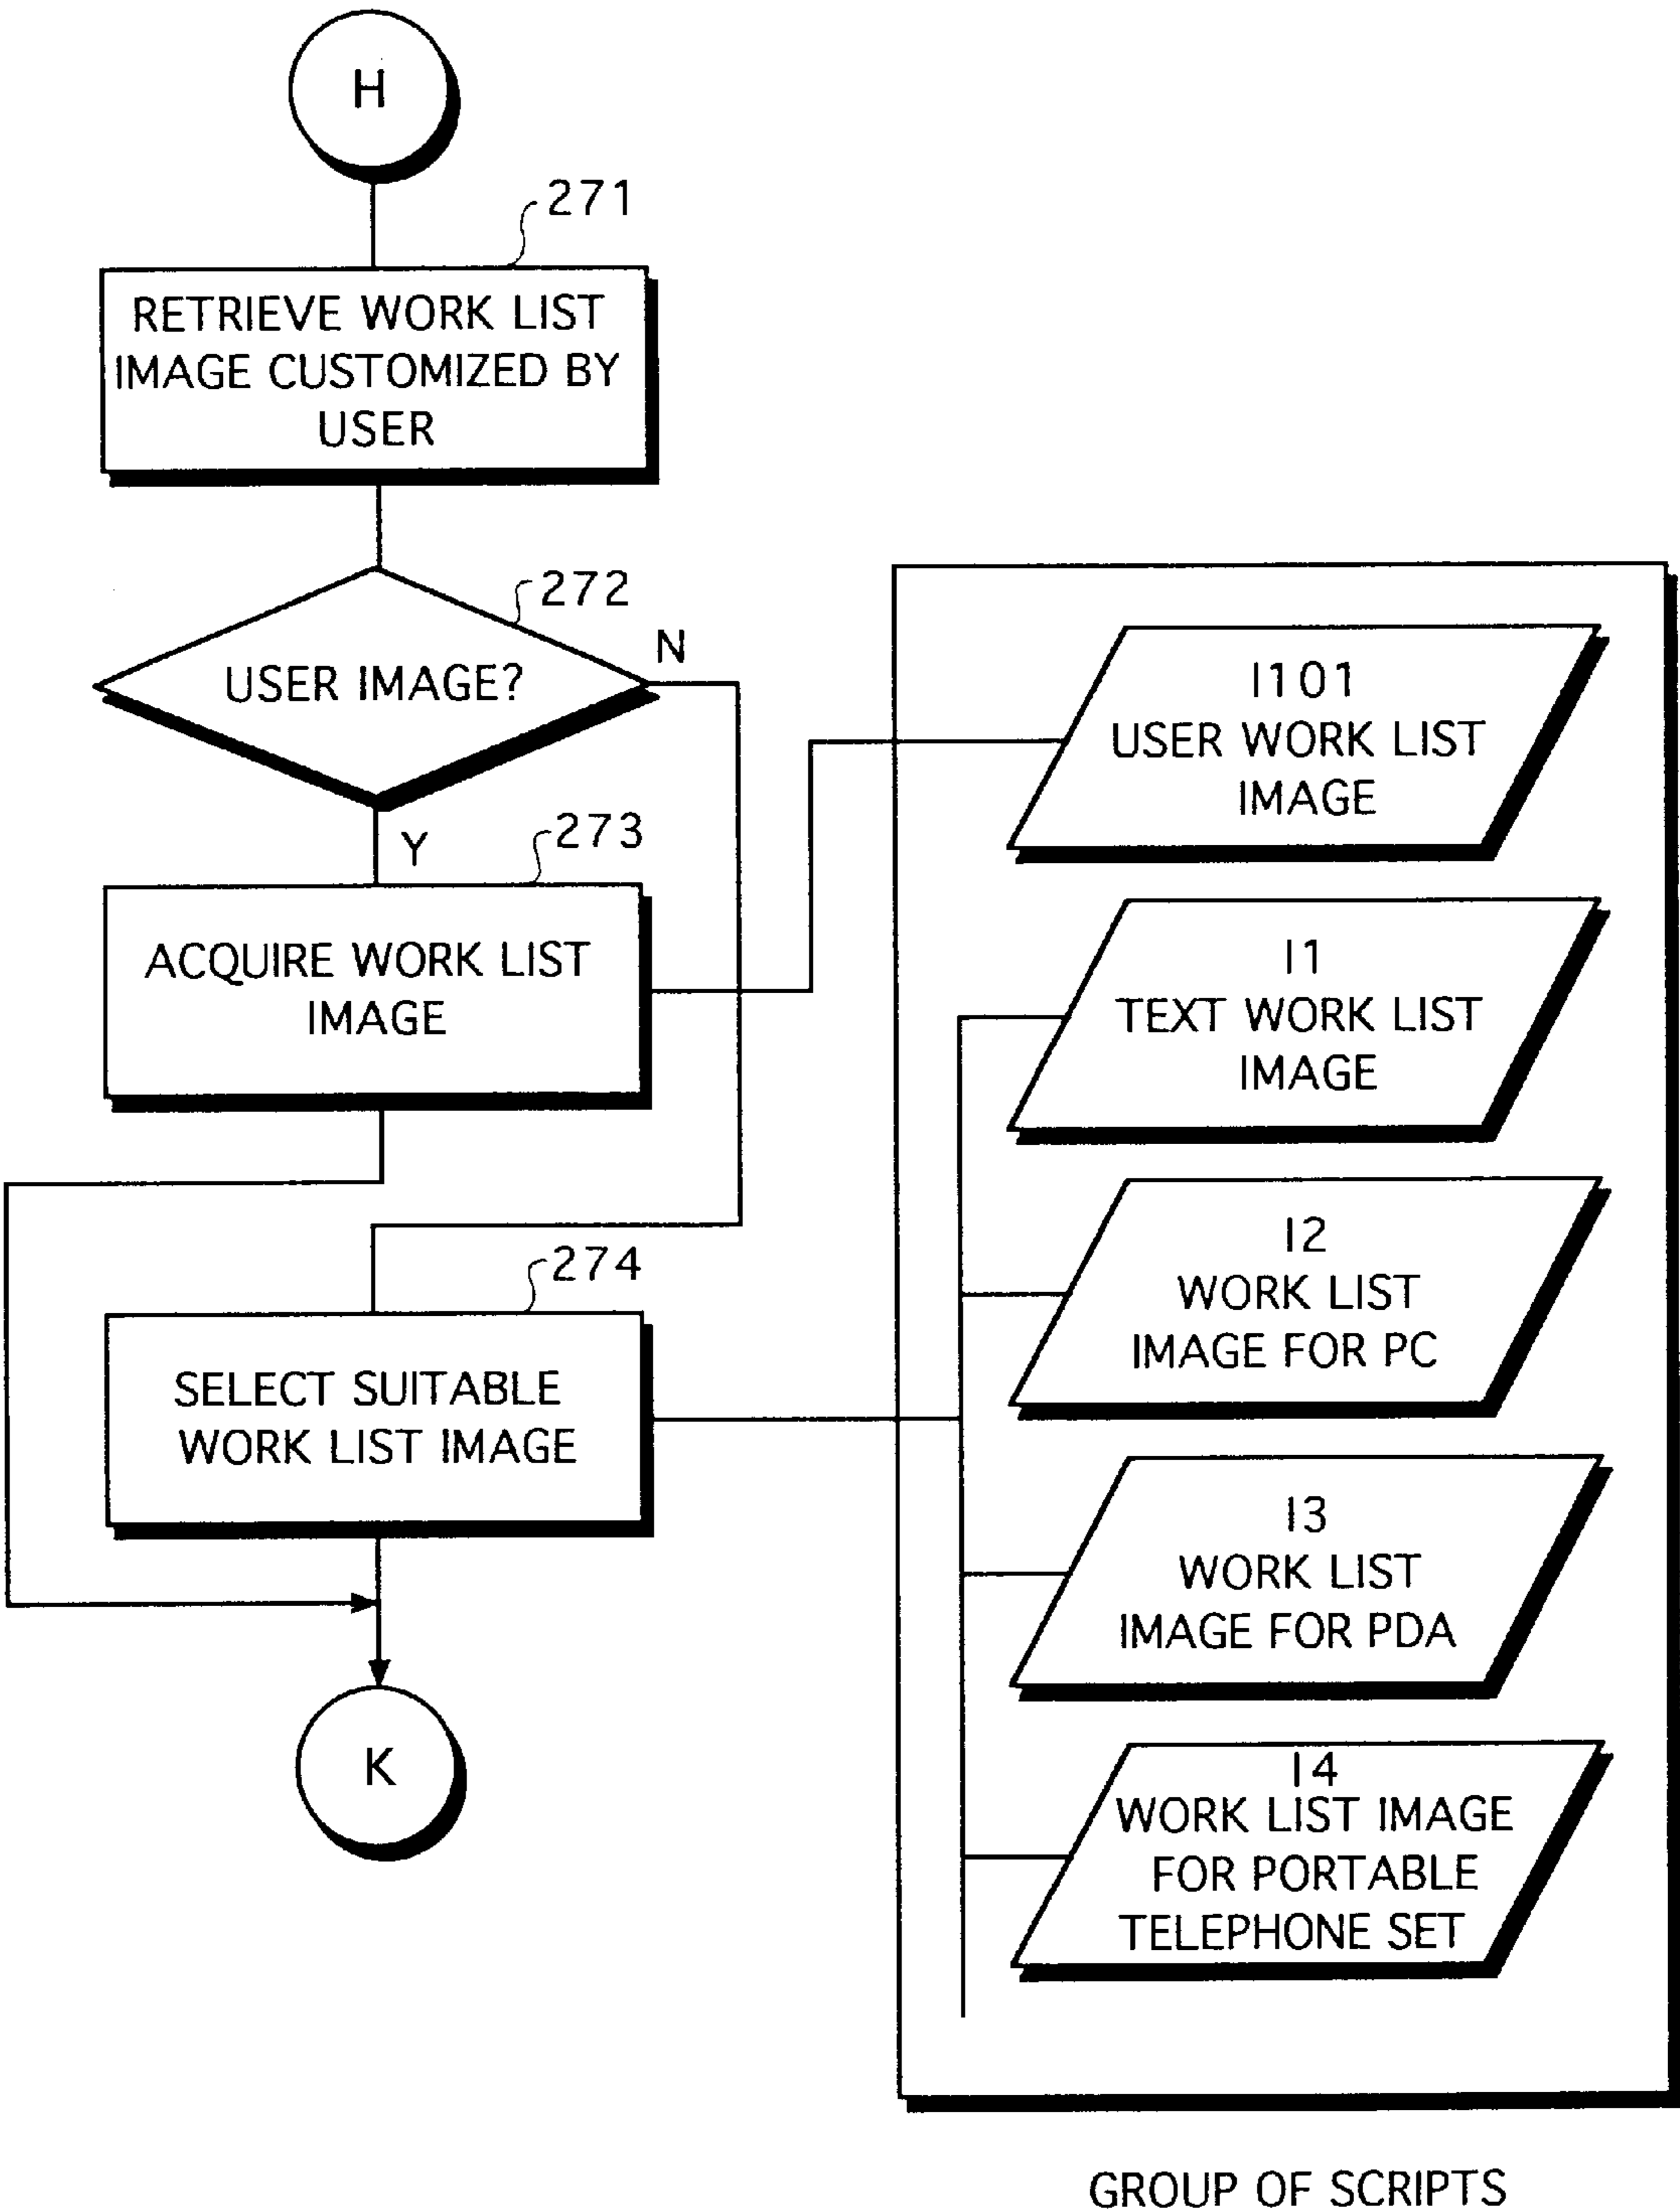 H
271
RETRIEVE WORK LIST
IMAGE CUSTOMIZED BY
USER
272
N
USER IMAGE?
Y
273
ACQUIRE WORK LIST
IMAGE
274
SELECT SUITABLE
WORK LIST IMAGE
K
I101
USER WORK LIST
IMAGE
I1
TEXT WORK LIST
IMAGE
I2
WORK LIST
IMAGE FOR PC
I3
WORK LIST
IMAGE FOR PDA
I4
WORK LIST IMAGE
FOR PORTABLE
TELEPHONE SET
GROUP OF SCRIPTS